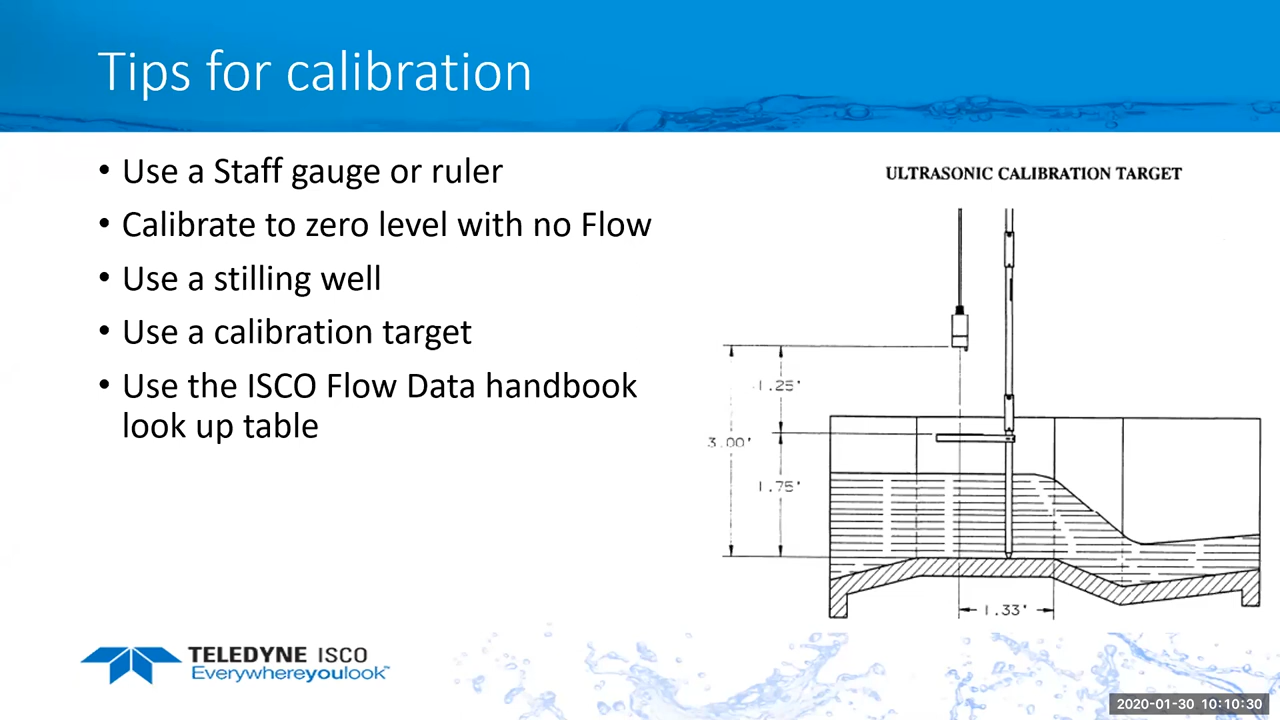 Tips for calibration
• Use a Staff gauge or ruler
• Calibrate to zero level with no Flow
• Use a stilling well
• Use a calibration target
• Use the ISCO Flow Data handbook
look up table
ULTRASONIC CALIBRATION TARGET
1.25'
3.00'
1.75'
1.33'
TELEDYNE ISCO
Everywhereyoulook™
2020-01-30 10:10:30